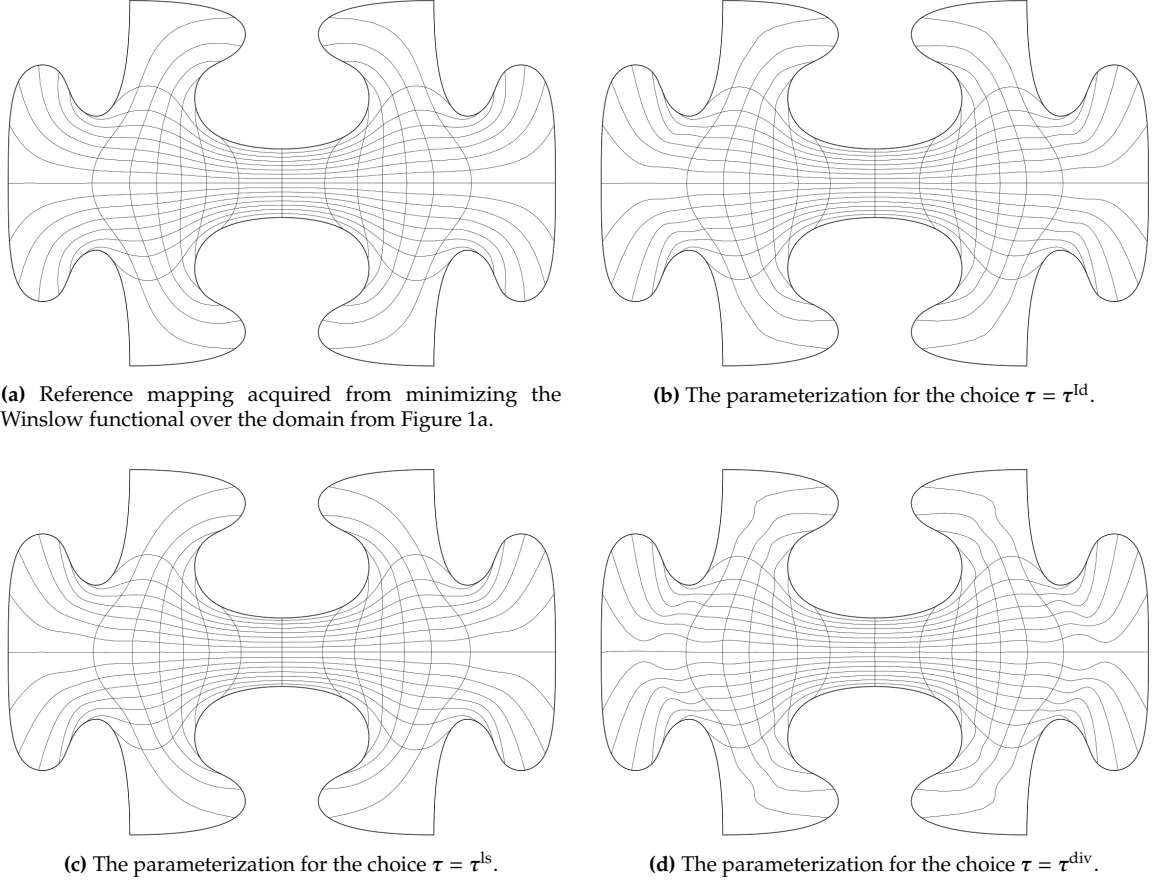 (a) Reference mapping acquired from minimizing the
Winslow functional over the domain from Figure 1a.
(b) The parameterization for the choice τ = τ^Id.
(c) The parameterization for the choice τ = τ^ls.
(d) The parameterization for the choice τ = τ^div.